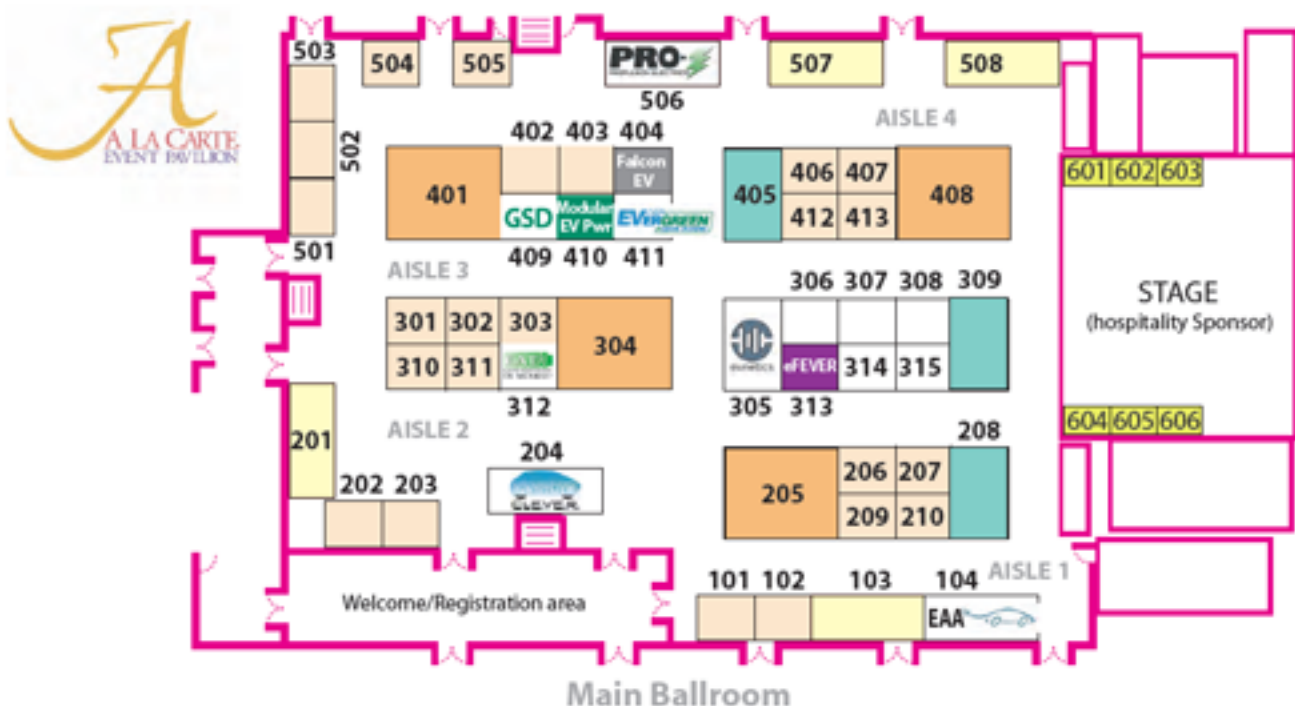 A LA CARTE
EVENT PAVILION
503
504
505
PRO-
506
507
508
502
AISLE 4
402 403 404
Falcon
EV
401
405
406 407
408
601 602 603
GSD
Modular
EV Pwr
EVERGREEN
412 413
501
409 410 411
AISLE 3
306 307 308 309
STAGE
(hospitality Sponsor)
301 302 303
304
evnetics
eFEVER
310 311
314 315
312
305 313
604 605 606
201
AISLE 2
204
208
CLEVER
205
206 207
202 203
209 210
AISLE 1
101 102 103 104
Welcome/Registration area
EAA
Main Ballroom